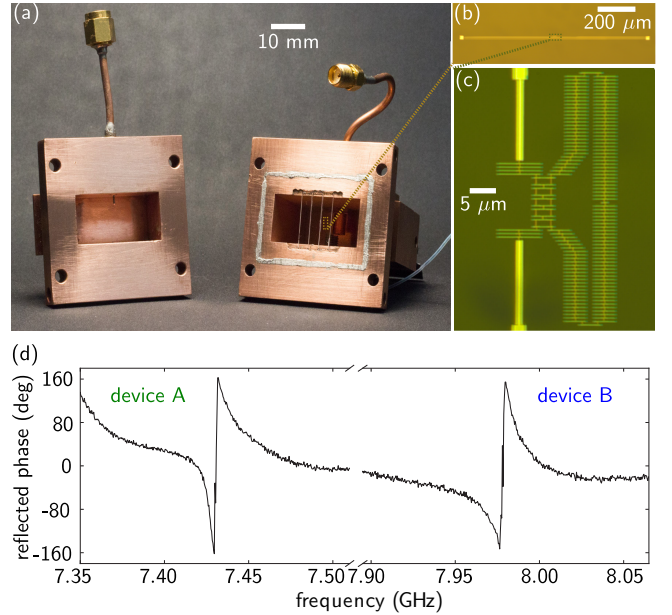 (a)
10 mm
(b)
200 μm
(c)
5 μm
(d)
device A
device B
reflected phase (deg)
160
80
0
-80
-160
7.35
7.40
7.45
7.50
7.90
7.95
8.00
8.05
frequency (GHz)